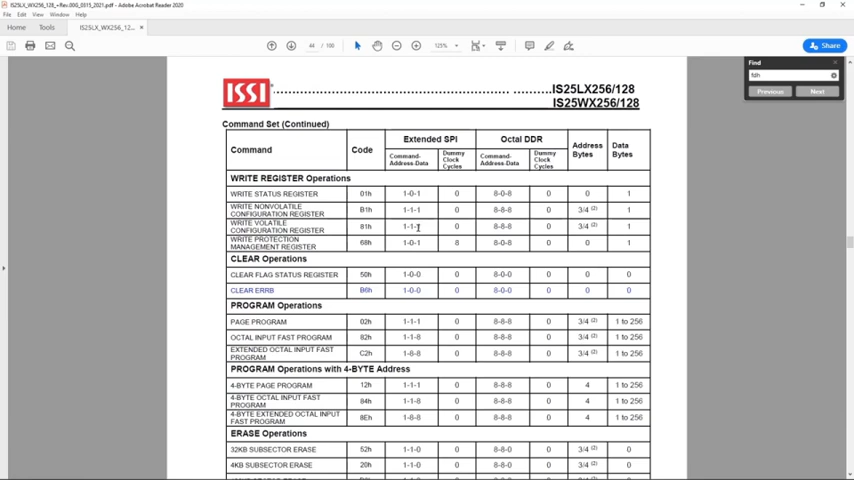 IS25LX_WX256_128_+Rev.00G_0315_2021.pdf - Adobe Acrobat Reader 2020
File Edit View Window Help
Home Tools IS25LX_WX256_12... ×
44 / 100 125% Share
Find
fdh
Previous Next
ISSI IS25LX256/128
IS25WX256/128
Command Set (Continued)
Command Code Extended SPI Octal DDR Address Bytes Data Bytes
Command-Address-Data Dummy Clock Cycles Command-Address-Data Dummy Clock Cycles
WRITE REGISTER Operations
WRITE STATUS REGISTER 01h 1-0-1 0 8-0-8 0 0 1
WRITE NONVOLATILE CONFIGURATION REGISTER B1h 1-1-1 0 8-8-8 0 3/4 (2) 1
WRITE VOLATILE CONFIGURATION REGISTER 81h 1-1-1 0 8-8-8 0 3/4 (2) 1
WRITE PROTECTION MANAGEMENT REGISTER 68h 1-0-1 8 8-0-8 0 0 1
CLEAR Operations
CLEAR FLAG STATUS REGISTER 50h 1-0-0 0 8-0-0 0 0 0
CLEAR ERRB B6h 1-0-0 0 8-0-0 0 0 0
PROGRAM Operations
PAGE PROGRAM 02h 1-1-1 0 8-8-8 0 3/4 (2) 1 to 256
OCTAL INPUT FAST PROGRAM 82h 1-1-8 0 8-8-8 0 3/4 (2) 1 to 256
EXTENDED OCTAL INPUT FAST PROGRAM C2h 1-8-8 0 8-8-8 0 3/4 (2) 1 to 256
PROGRAM Operations with 4-BYTE Address
4-BYTE PAGE PROGRAM 12h 1-1-1 0 8-8-8 0 4 1 to 256
4-BYTE OCTAL INPUT FAST PROGRAM 84h 1-1-8 0 8-8-8 0 4 1 to 256
4-BYTE EXTENDED OCTAL INPUT FAST PROGRAM 8Eh 1-8-8 0 8-8-8 0 4 1 to 256
ERASE Operations
32KB SUBSECTOR ERASE 52h 1-1-0 0 8-8-0 0 3/4 (2) 0
4KB SUBSECTOR ERASE 20h 1-1-0 0 8-8-0 0 3/4 (2) 0